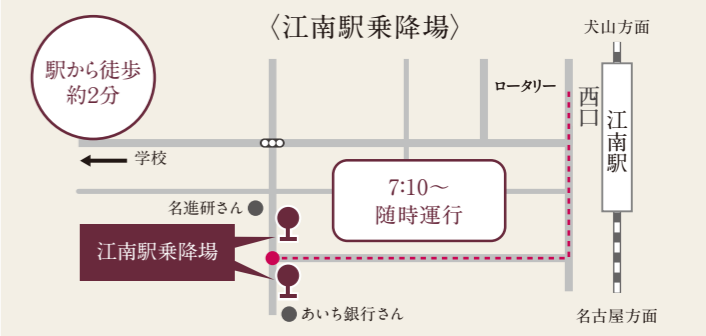 〈江南駅乗降場〉
犬山方面
駅から徒歩
約2分
ロータリー
西口
江南駅
学校
7:10〜
随時運行
名進研さん
江南駅乗降場
あいち銀行さん
名古屋方面